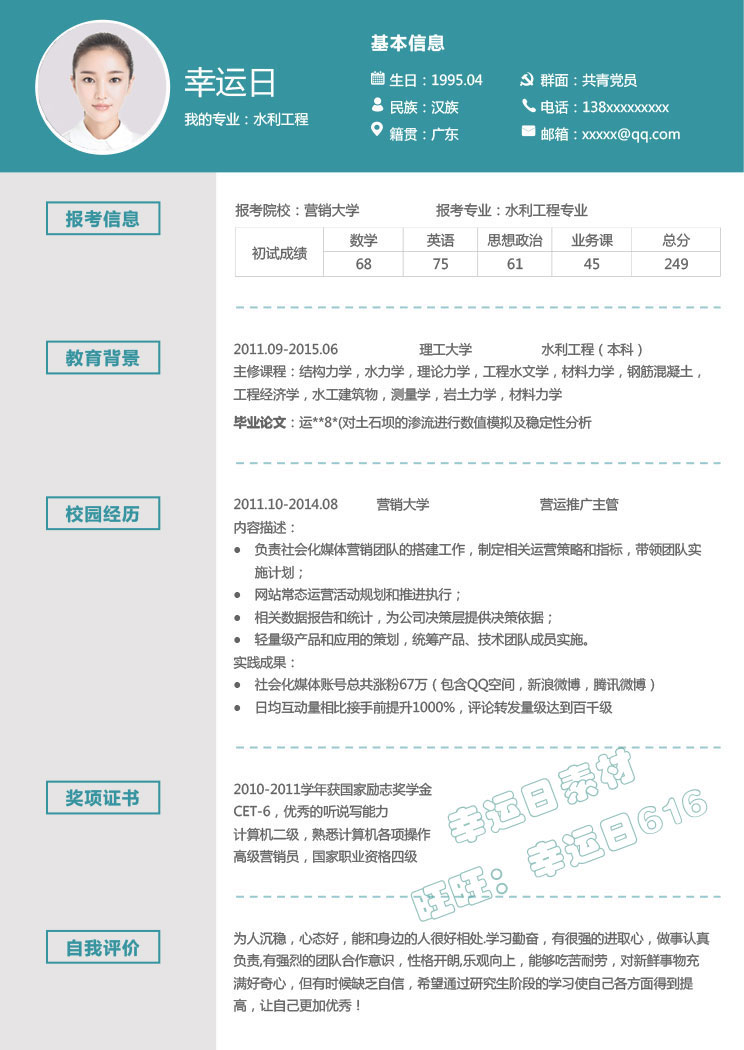 幸运日
我的专业：水利工程
基本信息
生日：1995.04
群面：共青党员
民族：汉族
电话：138xxxxxxxxx
籍贯：广东
邮箱：xxxxx@qq.com
报考信息
报考院校：营销大学 报考专业：水利工程专业
初试成绩 数学 英语 思想政治 业务课 总分
68 75 61 45 249
教育背景
2011.09-2015.06 理工大学 水利工程（本科）
主修课程：结构力学，水力学，理论力学，工程水文学，材料力学，钢筋混凝土，
工程经济学，水工建筑物，测量学，岩土力学，材料力学
毕业论文：运**8*(对土石坝的渗流进行数值模拟及稳定性分析
校园经历
2011.10-2014.08 营销大学 营运推广主管
内容描述：
● 负责社会化媒体营销团队的搭建工作，制定相关运营策略和指标，带领团队实
施计划；
● 网站常态运营活动规划和推进执行；
● 相关数据报告和统计，为公司决策层提供决策依据；
● 轻量级产品和应用的策划，统筹产品、技术团队成员实施。
实践成果：
● 社会化媒体账号总共涨粉67万（包含QQ空间，新浪微博，腾讯微博）
● 日均互动量相比接手前提升1000%，评论转发量级达到百千级
奖项证书
2010-2011学年获国家励志奖学金
CET-6，优秀的听说写能力
计算机二级，熟悉计算机各项操作
高级营销员，国家职业资格四级
幸运日素材
旺旺：幸运日616
自我评价
为人沉稳，心态好，能和身边的人很好相处.学习勤奋，有很强的进取心，做事认真
负责,有强烈的团队合作意识，性格开朗,乐观向上，能够吃苦耐劳，对新鲜事物充
满好奇心，但有时候缺乏自信，希望通过研究生阶段的学习使自己各方面得到提
高，让自己更加优秀！